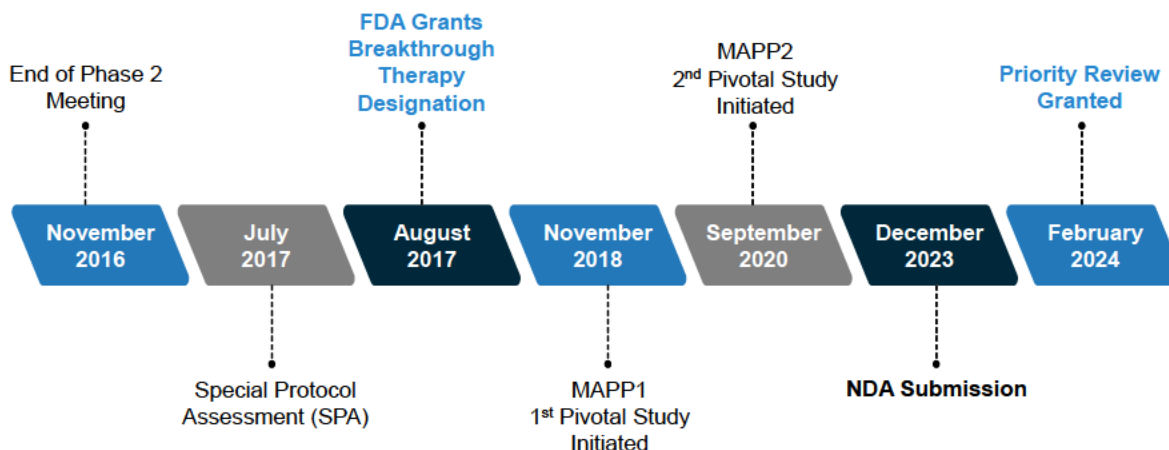 End of Phase 2
Meeting
FDA Grants
Breakthrough
Therapy
Designation
MAPP2
2nd Pivotal Study
Initiated
Priority Review
Granted
November
2016
July
2017
August
2017
November
2018
September
2020
December
2023
February
2024
Special Protocol
Assessment (SPA)
MAPP1
1st Pivotal Study
Initiated
NDA Submission